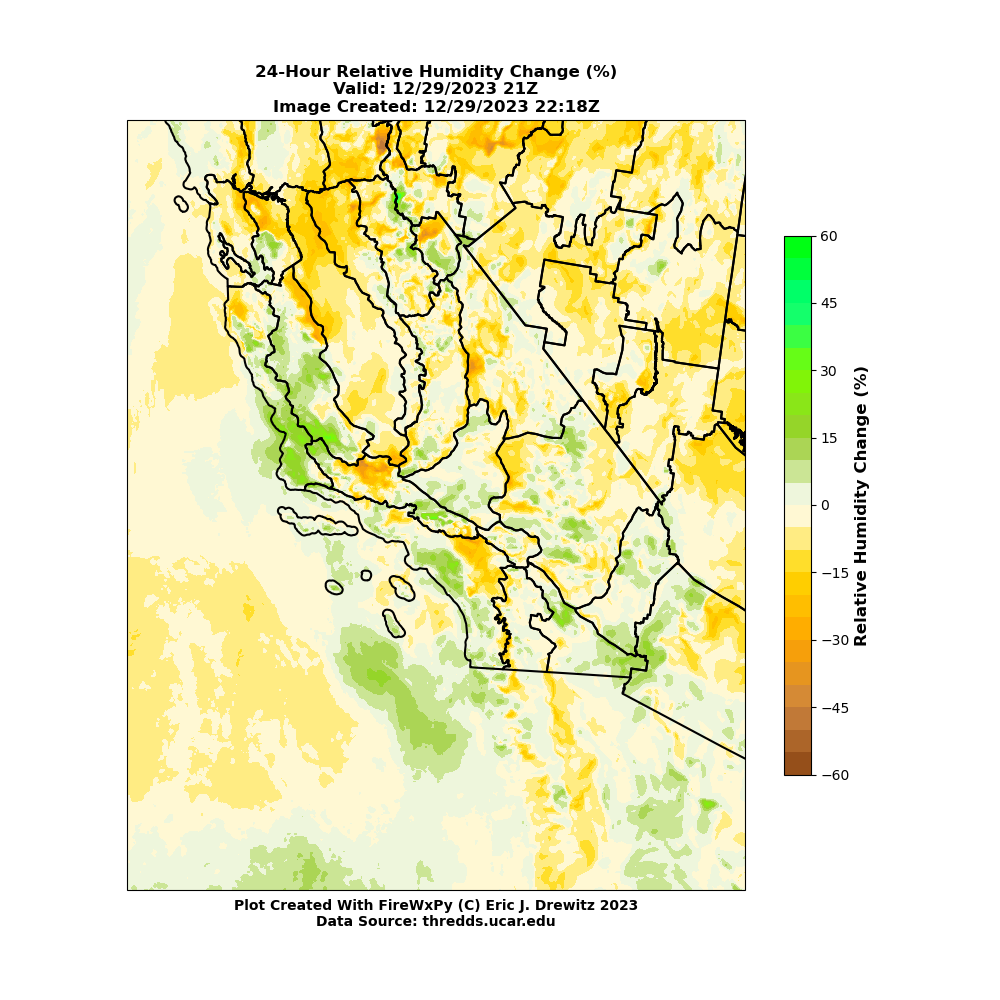 24-Hour Relative Humidity Change (%)
Valid: 12/29/2023 21Z
Image Created: 12/29/2023 22:18Z
60
45
30
15
0
−15
−30
−45
−60
Relative Humidity Change (%)
Plot Created With FireWxPy (C) Eric J. Drewitz 2023
Data Source: thredds.ucar.edu